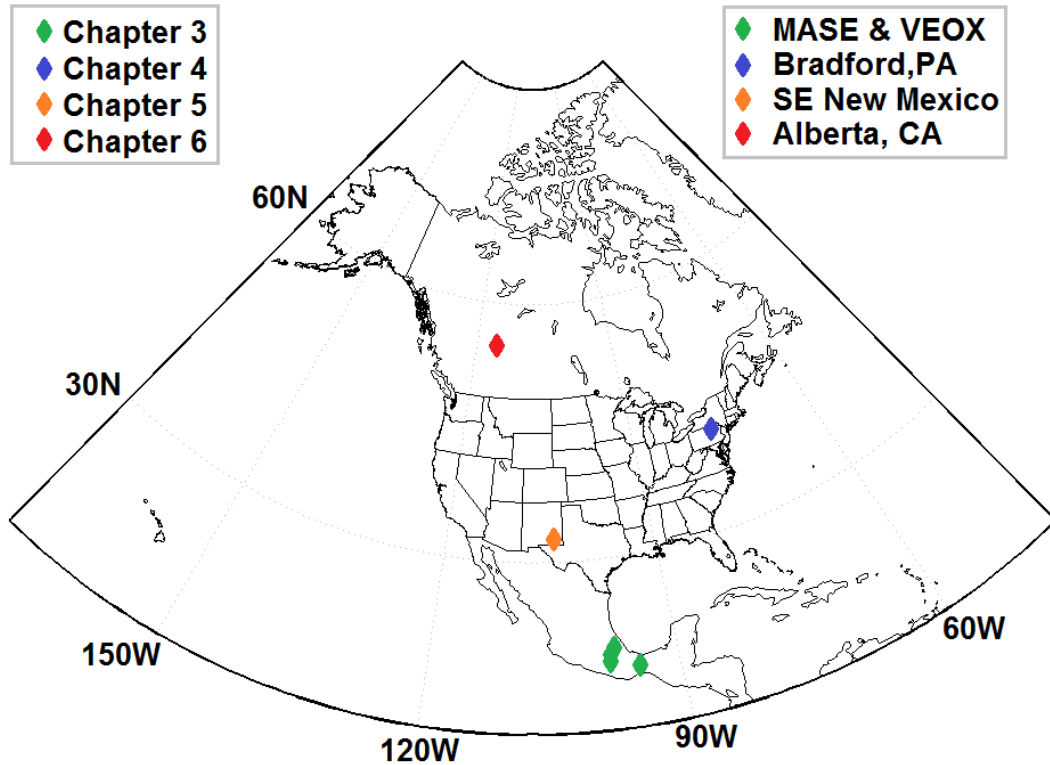 Chapter 3
Chapter 4
Chapter 5
Chapter 6
MASE & VEOX
Bradford,PA
SE New Mexico
Alberta, CA
60N
30N
150W
120W
90W
60W